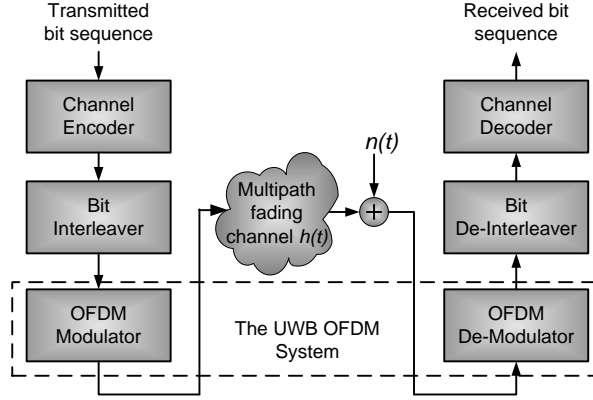 Transmitted
bit sequence
Channel
Encoder
Bit
Interleaver
OFDM
Modulator
Multipath
fading
channel h(t)
n(t)
+
The UWB OFDM
System
Received bit
sequence
Channel
Decoder
Bit
De-Interleaver
OFDM
De-Modulator